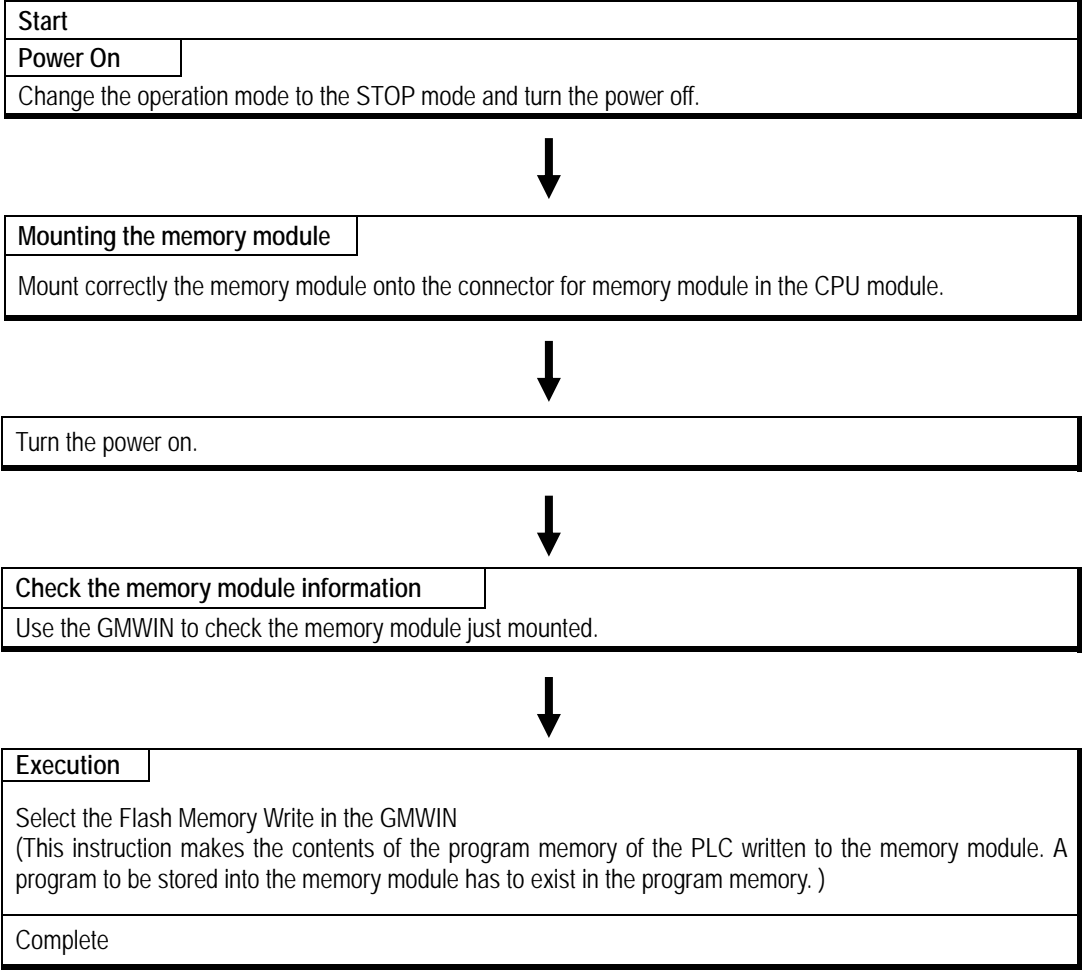 Start
Power On
Change the operation mode to the STOP mode and turn the power off.
Mounting the memory module
Mount correctly the memory module onto the connector for memory module in the CPU module.
Turn the power on.
Check the memory module information
Use the GMWIN to check the memory module just mounted.
Execution
Select the Flash Memory Write in the GMWIN
(This instruction makes the contents of the program memory of the PLC written to the memory module. A
program to be stored into the memory module has to exist in the program memory. )
Complete